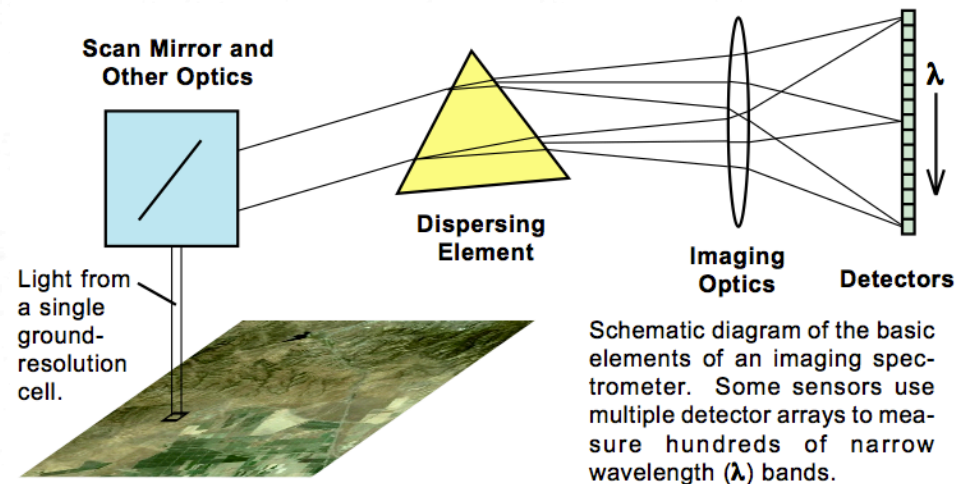 Scan Mirror and
Other Optics
λ
Dispersing
Element
Imaging
Optics
Detectors
Light from
a single
ground-
resolution
cell.
Schematic diagram of the basic
elements of an imaging spec-
trometer. Some sensors use
multiple detector arrays to mea-
sure hundreds of narrow
wavelength (λ) bands.